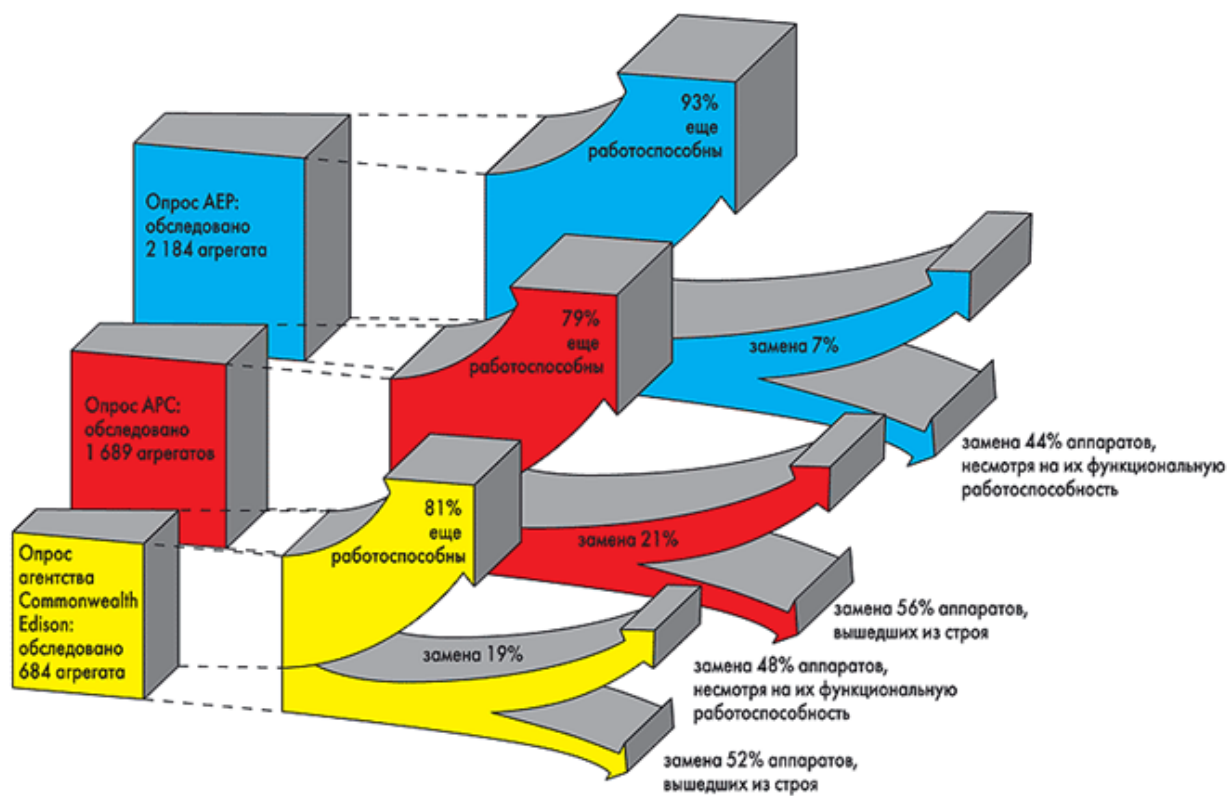 93%
еще
работоспособны
Опрос AEP:
обследовано
2 184 агрегата
79%
еще
работоспособны
замена 7%
Опрос APC:
обследовано
1 689 агрегатов
замена 44% аппаратов,
несмотря на их функциональную
работоспособность
81%
еще
работоспособны
замена 21%
Опрос
агентства
Commonwealth
Edison:
обследовано
684 агрегата
замена 56% аппаратов,
вышедших из строя
замена 19%
замена 48% аппаратов,
несмотря на их функциональную
работоспособность
замена 52% аппаратов,
вышедших из строя